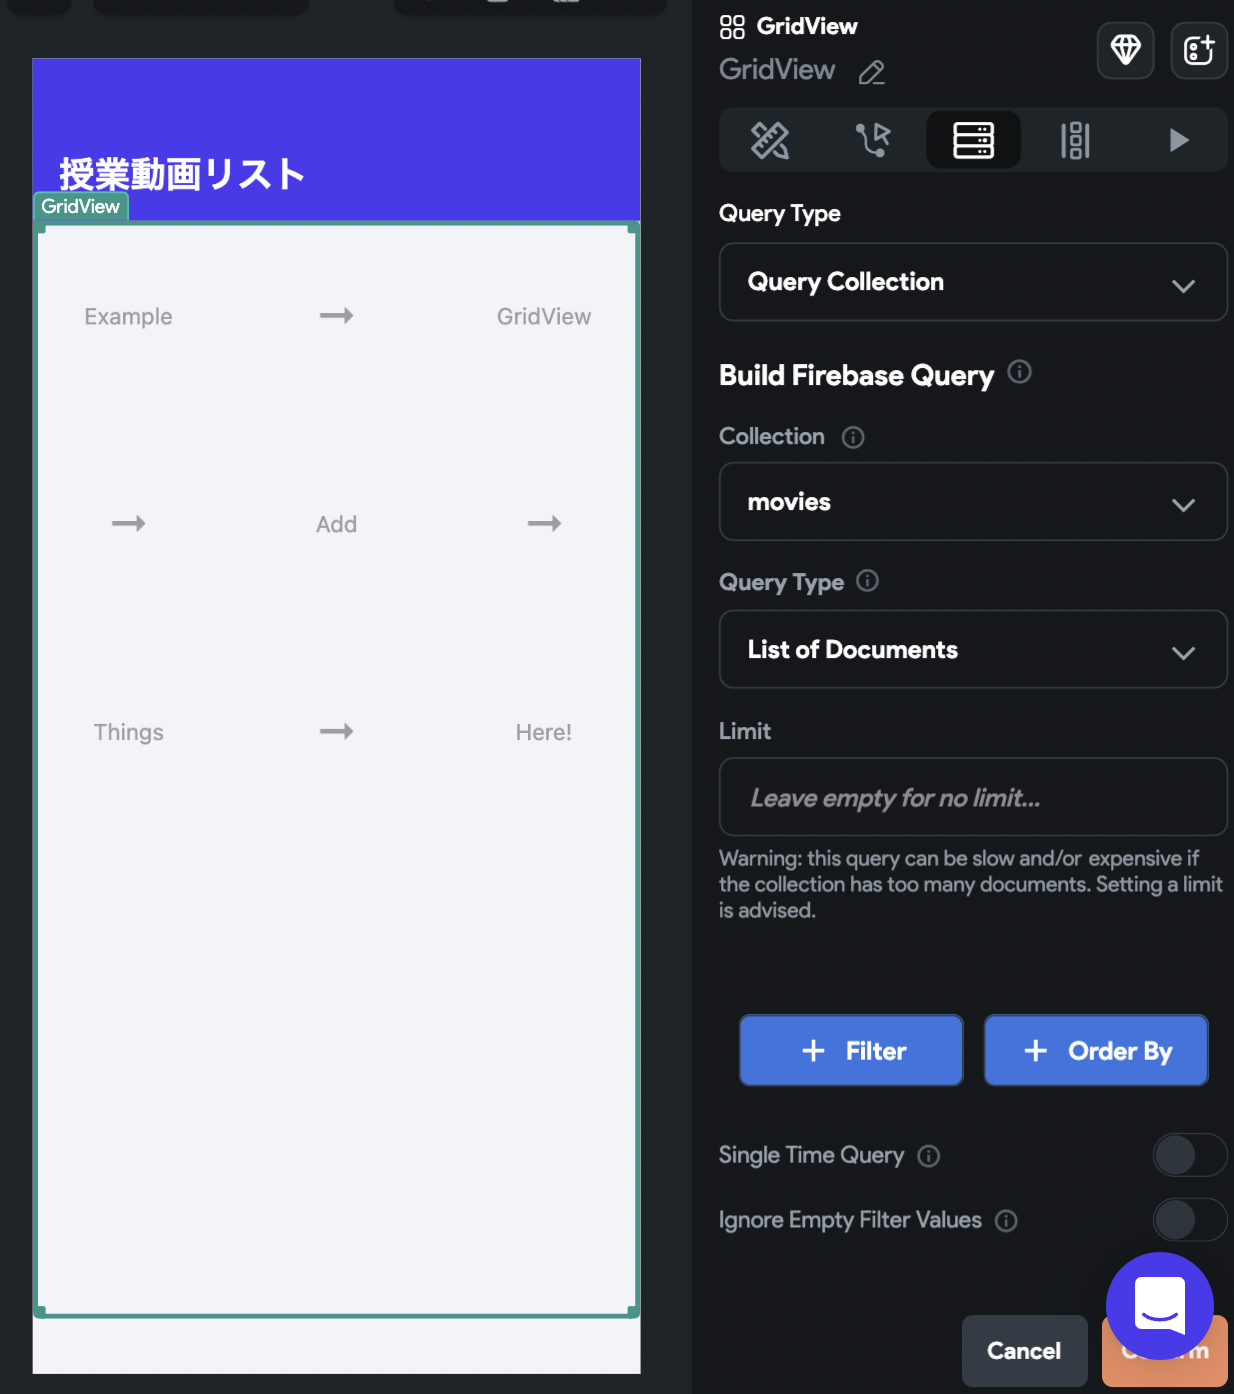 授業動画リスト
GridView
Example → GridView
→ Add →
Things → Here!
GridView
GridView
Query Type
Query Collection
Build Firebase Query
Collection
movies
Query Type
List of Documents
Limit
Leave empty for no limit...
Warning: this query can be slow and/or expensive if
the collection has too many documents. Setting a limit
is advised.
+ Filter
+ Order By
Single Time Query
Ignore Empty Filter Values
Cancel